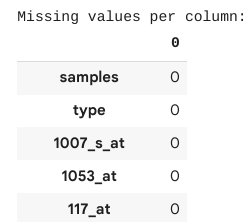 Missing values per column:
0
samples 0
type 0
1007_s_at 0
1053_at 0
117_at 0